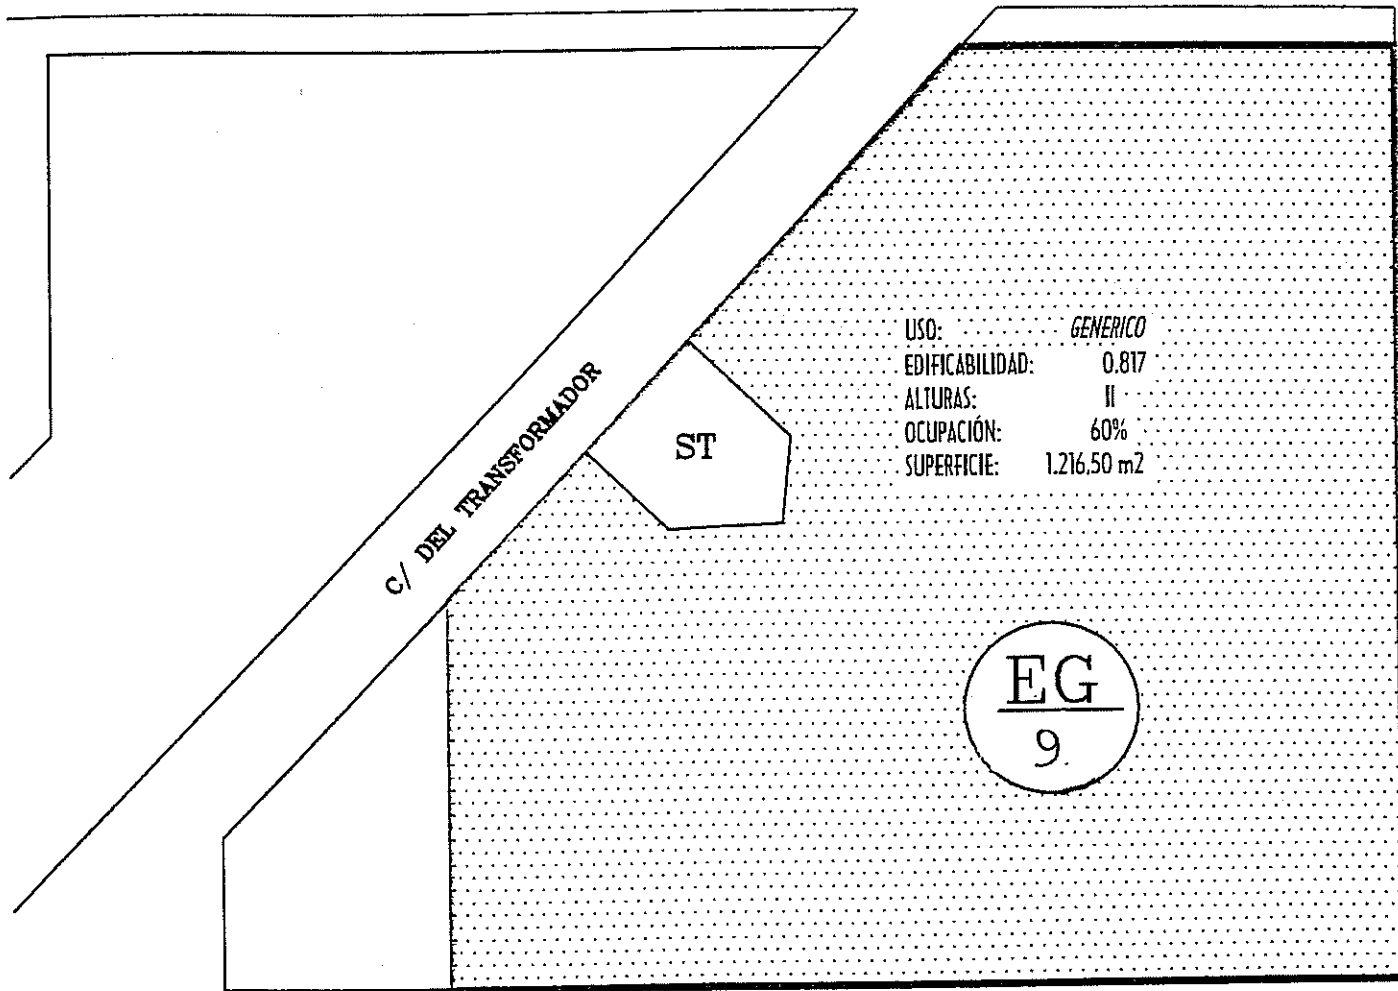 USO: GENERICO
EDIFICABILIDAD: 0.817
ALTURAS: II
OCUPACIÓN: 60%
SUPERFICIE: 1.216,50 m2
C/ DEL TRANSFORMADOR
ST
EG
9